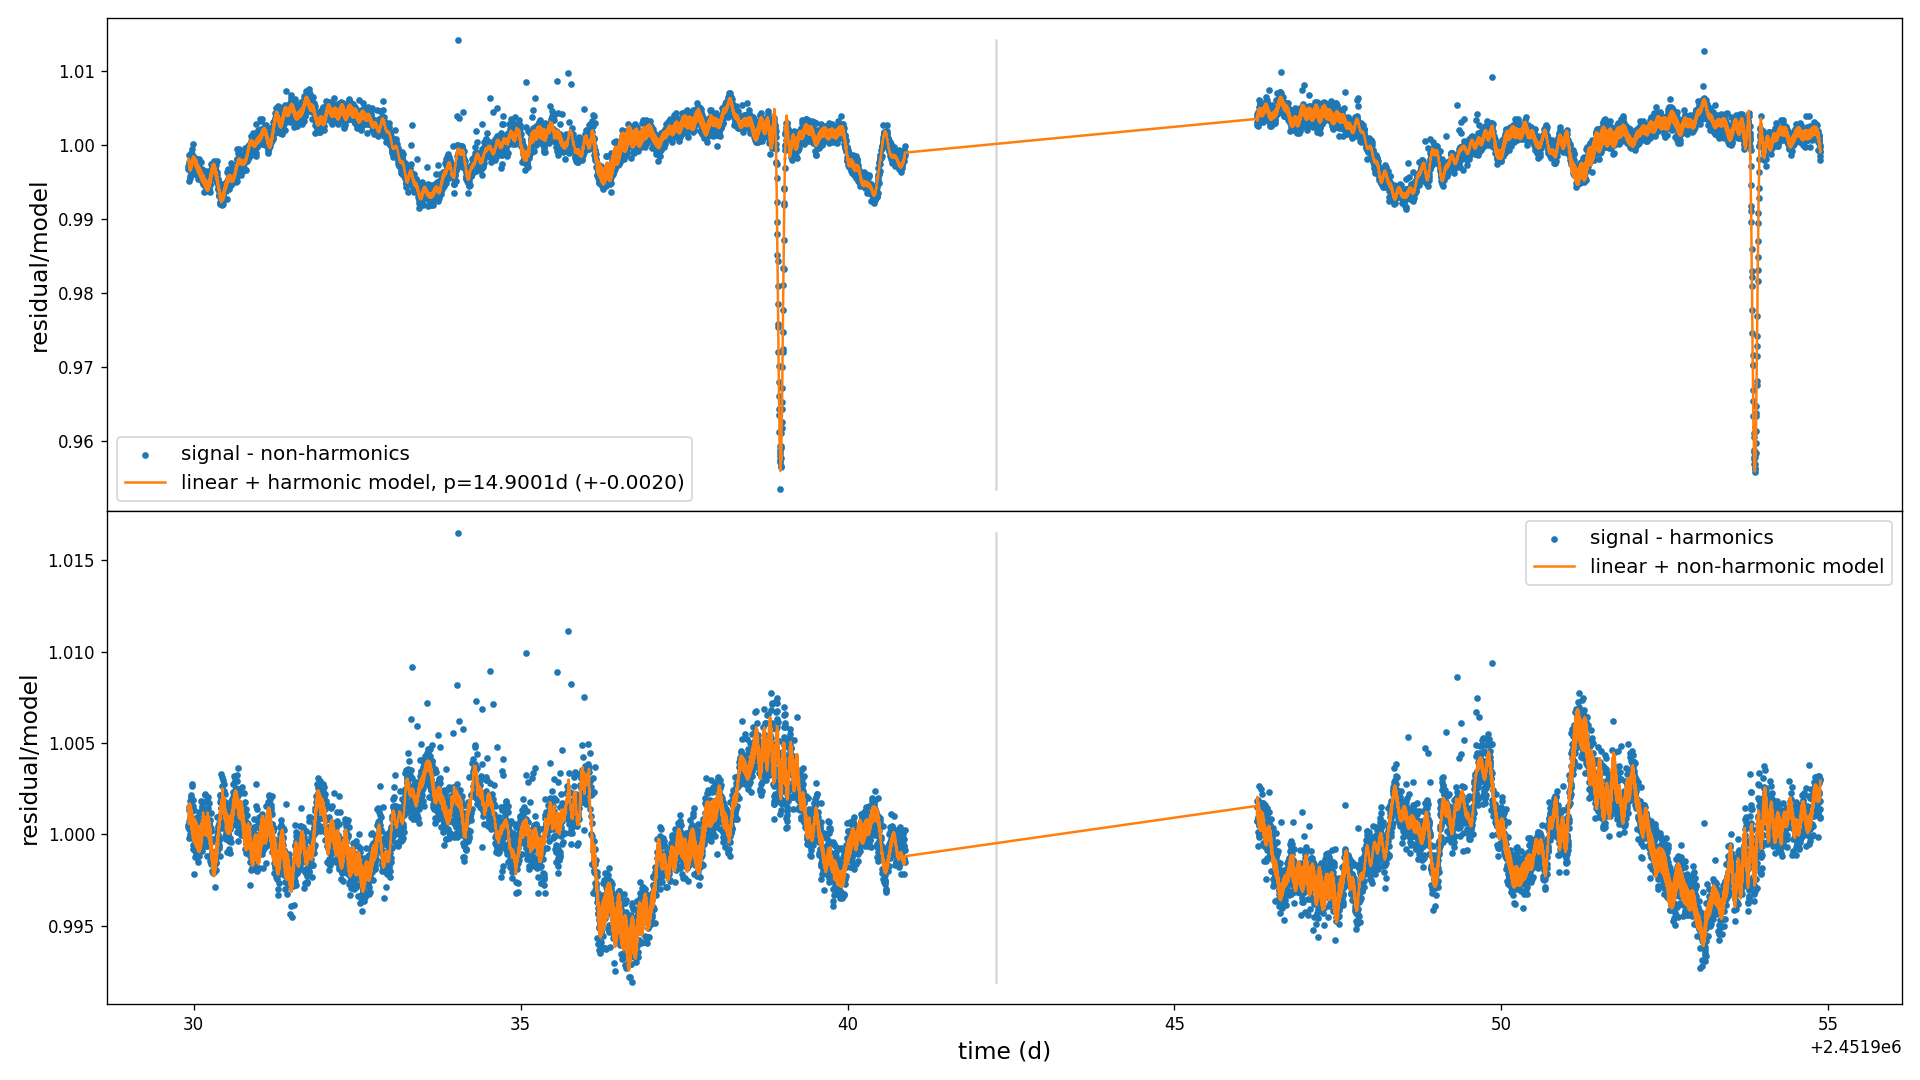 1.01
1.00
0.99
0.98
0.97
0.96
residual/model
signal - non-harmonics
linear + harmonic model, p=14.9001d (+-0.0020)
1.015
1.010
1.005
1.000
0.995
residual/model
signal - harmonics
linear + non-harmonic model
30
35
40
45
50
55
time (d)
+2.4519e6